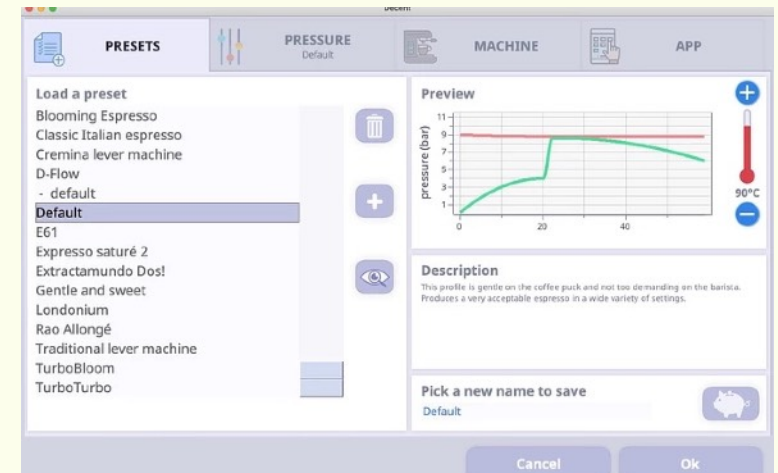 Decent
PRESETS
PRESSURE
Default
MACHINE
APP
Load a preset
Blooming Espresso
Classic Italian espresso
Cremina lever machine
D-Flow
- default
Default
E61
Expresso saturé 2
Extractamundo Dos!
Gentle and sweet
Londonium
Rao Allongé
Traditional lever machine
TurboBloom
TurboTurbo
Preview
pressure (bar)
11
9
7
5
3
1
0 20 40
90°C
Description
This profile is gentle on the coffee puck and not too demanding on the barista.
Produces a very acceptable espresso in a wide variety of settings.
Pick a new name to save
Default
Cancel
Ok